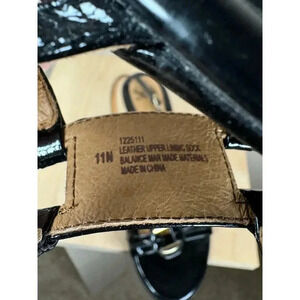 11N
1225111
LEATHER UPPER LINING SOCK
BALANCE MAN MADE MATERIALS
MADE IN CHINA